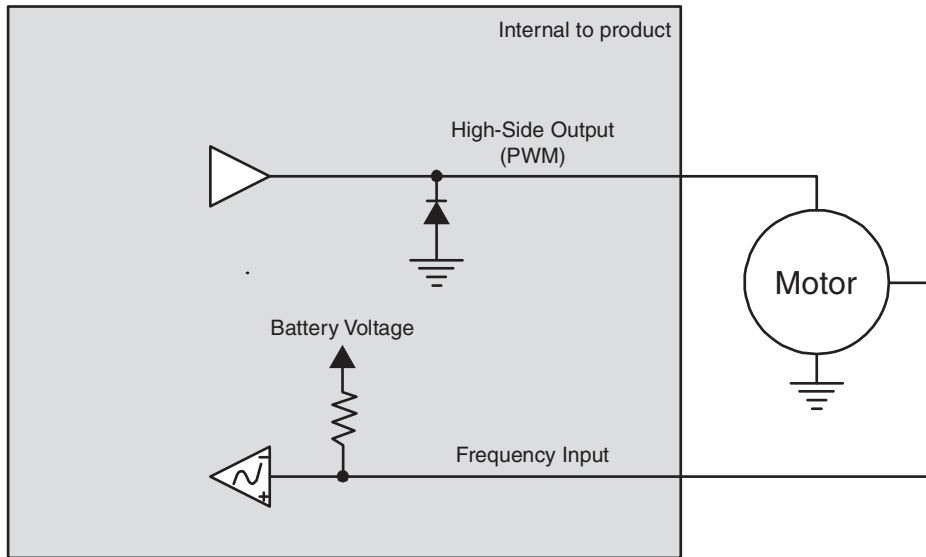 Internal to product
High-Side Output
(PWM)
Motor
Battery Voltage
Frequency Input